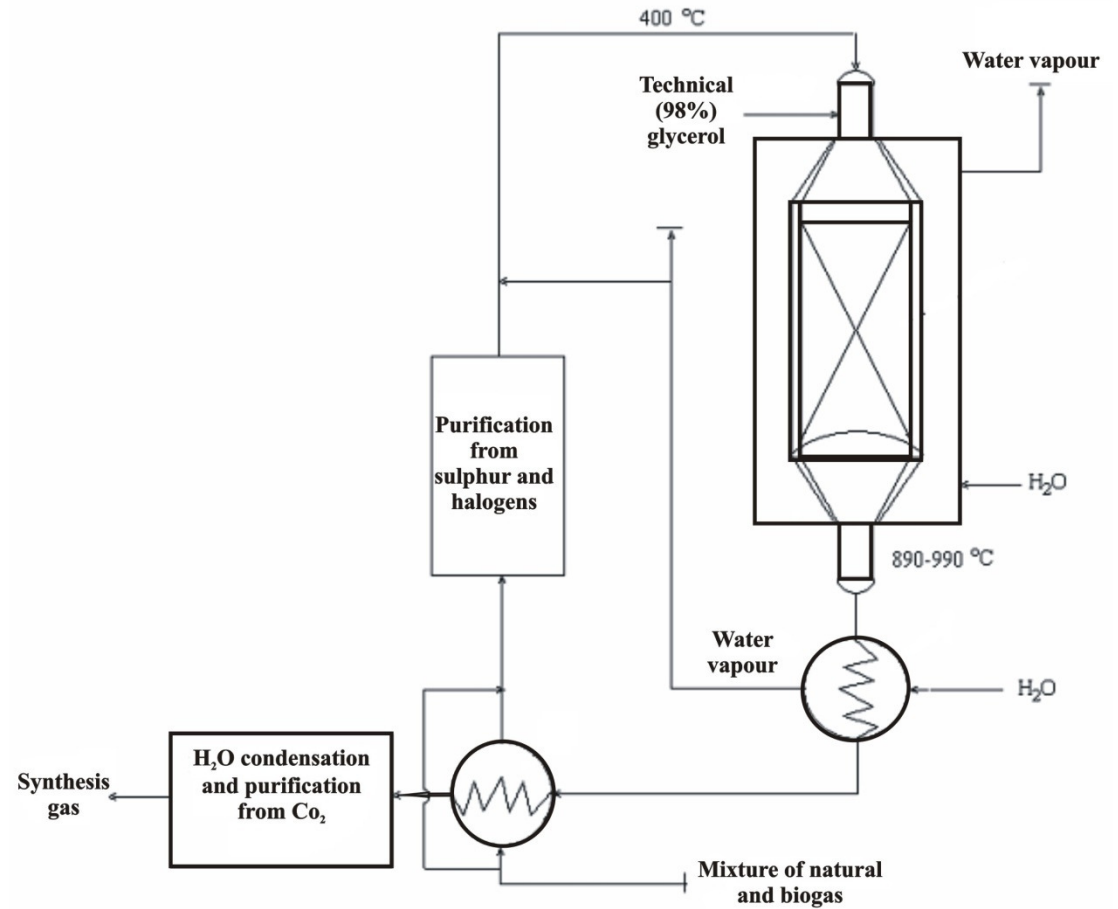 400 °C
Water vapour
Technical
(98%)
glycerol
Purification
from
sulphur and
halogens
H₂O
890-990 °C
Water
vapour
H₂O
H₂O condensation
and purification
from Co₂
Synthesis
gas
Mixture of natural
and biogas